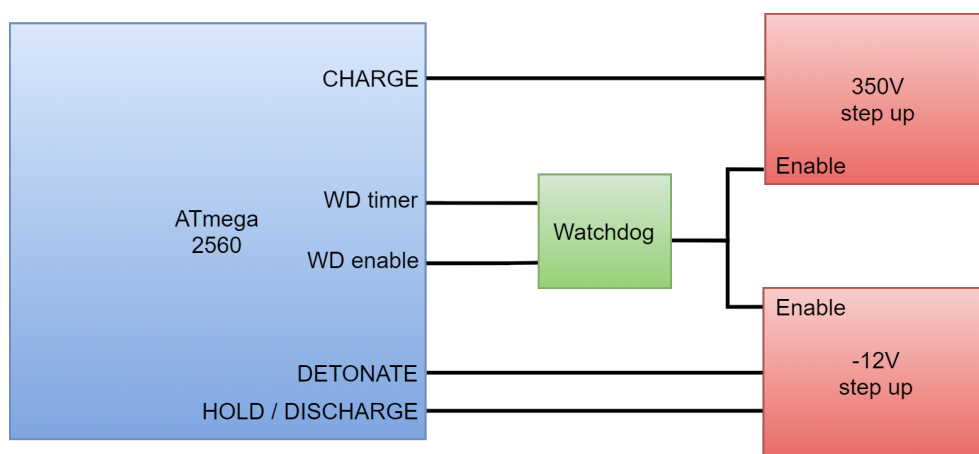 CHARGE
350V
step up
Enable
WD timer
ATmega
2560
Watchdog
WD enable
Enable
DETONATE
-12V
step up
HOLD / DISCHARGE